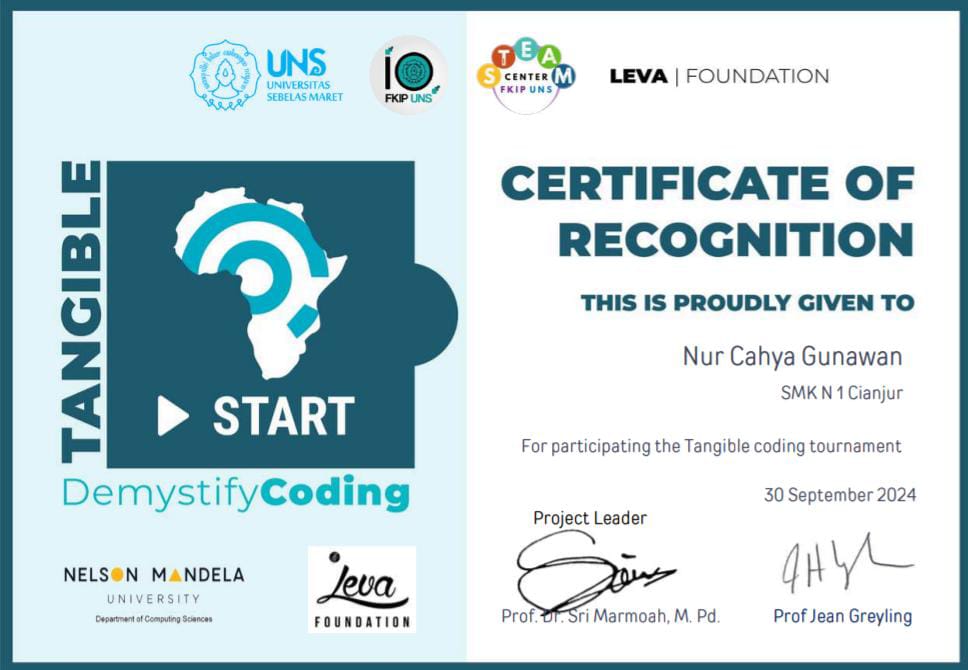 UNS
UNIVERSITAS
SEBELAS MARET
FKIP UNS
STEAM
CENTER
FKIP UNS
LEVA | FOUNDATION
TANGIBLE
START
DemystifyCoding
NELSON MANDELA
UNIVERSITY
Department of Computing Sciences
Leva
FOUNDATION
CERTIFICATE OF
RECOGNITION
THIS IS PROUDLY GIVEN TO
Nur Cahya Gunawan
SMK N 1 Cianjur
For participating the Tangible coding tournament
30 September 2024
Project Leader
Prof. Dr. Sri Marmoah, M. Pd.
Prof Jean Greyling